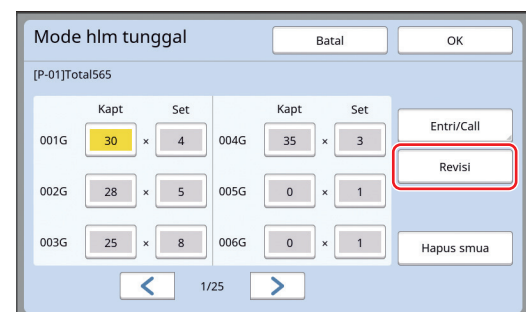 Mode hlm tunggal Batal OK
[P-01]Total565
Kapt Set Kapt Set
Entri/Call
001G 30 × 4 004G 35 × 3
Revisi
002G 28 × 5 005G 0 × 1
003G 25 × 8 006G 0 × 1 Hapus smua
< 1/25 >